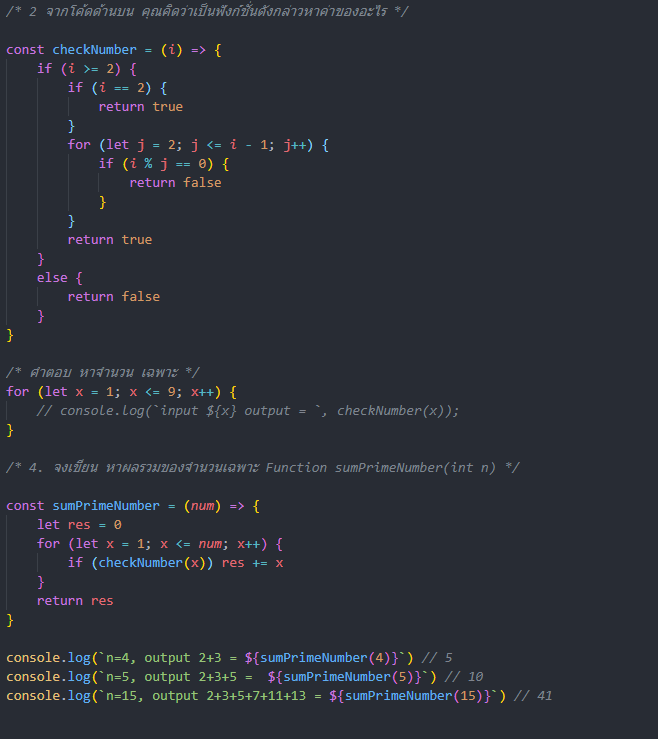 /* 2 จากโค้ดด้านบน คุณคิดว่าเป็นฟังก์ชั่นดังกล่าวหาค่าของอะไร */
const checkNumber = (i) => {
if (i >= 2) {
if (i == 2) {
return true
}
for (let j = 2; j <= i - 1; j++) {
if (i % j == 0) {
return false
}
}
return true
}
else {
return false
}
}
/* คำตอบ หาจำนวน เฉพาะ */
for (let x = 1; x <= 9; x++) {
// console.log(`input ${x} output = `, checkNumber(x));
}
/* 4. จงเขียน หาผลรวมของจำนวนเฉพาะ Function sumPrimeNumber(int n) */
const sumPrimeNumber = (num) => {
let res = 0
for (let x = 1; x <= num; x++) {
if (checkNumber(x)) res += x
}
return res
}
console.log(`n=4, output 2+3 = ${sumPrimeNumber(4)}`) // 5
console.log(`n=5, output 2+3+5 =  ${sumPrimeNumber(5)}`) // 10
console.log(`n=15, output 2+3+5+7+11+13 = ${sumPrimeNumber(15)}`) // 41